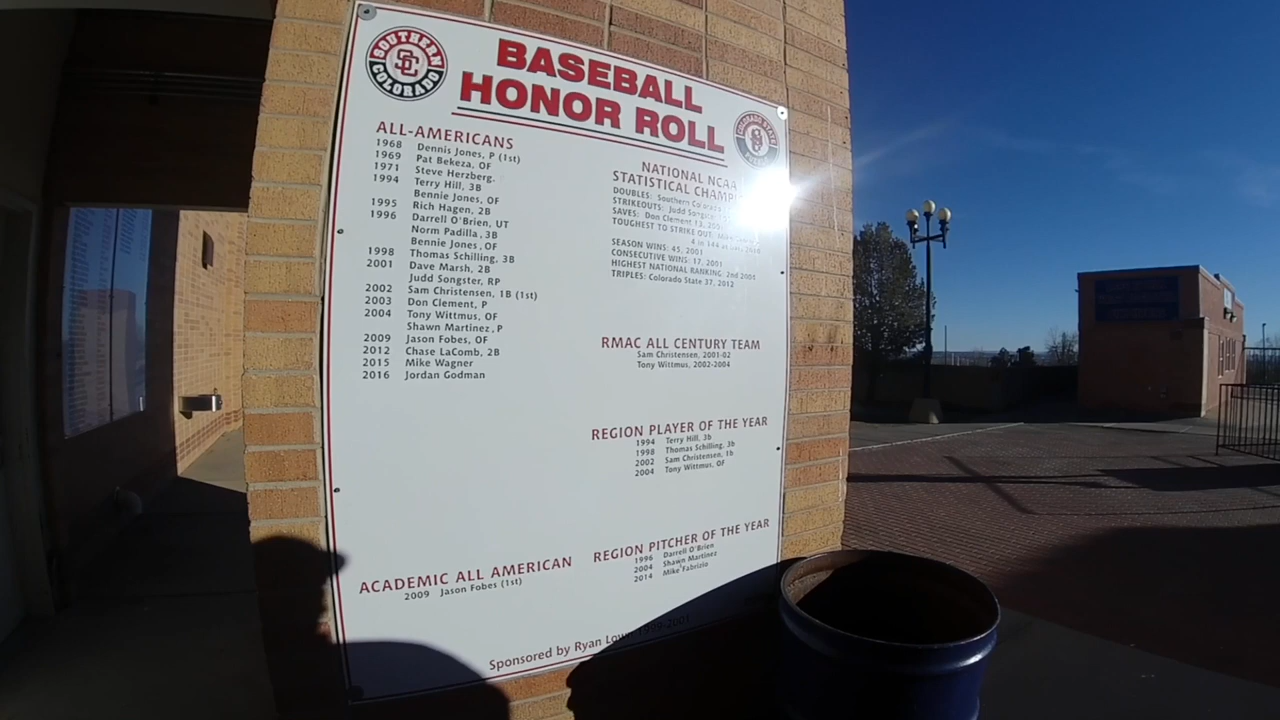 SOUTHERN COLORADO
SC
BASEBALL
HONOR ROLL
COLORADO STATE
PUEBLO
ALL-AMERICANS
1968 Dennis Jones, P (1st)
1969 Pat Bekeza, OF
1971 Steve Herzberg.
1994 Terry Hill, 3B
Bennie Jones, OF
1995 Rich Hagen, 2B
1996 Darrell O'Brien, UT
Norm Padilla, 3B
Bennie Jones, OF
1998 Thomas Schilling, 3B
2001 Dave Marsh, 2B
Judd Songster, RP
2002 Sam Christensen, 1B (1st)
2003 Don Clement, P
2004 Tony Wittmus, OF
Shawn Martinez, P
2009 Jason Fobes, OF
2012 Chase LaComb, 2B
2015 Mike Wagner
2016 Jordan Godman
ACADEMIC ALL AMERICAN
2009 Jason Fobes (1st)
NATIONAL NCAA
STATISTICAL
DOUBLES: Southern Colorado
STRIKEOUTS: Judd Songster
SAVES: Don Clement 13,
TOUGHEST TO STRIKE OUT:
4 in 144
SEASON WINS: 45, 2001
CONSECUTIVE WINS: 17, 2001
HIGHEST NATIONAL RANKING: 2nd 2001
TRIPLES: Colorado State 37, 2012
RMAC ALL CENTURY TEAM
Sam Christensen, 2001-02
Tony Wittmus, 2002-2004
REGION PLAYER OF THE YEAR
1994 Terry Hill, 3b
1998 Thomas Schilling, 3b
2002 Sam Christensen, 1b
2004 Tony Wittmus, OF
REGION PITCHER OF THE YEAR
1996 Darrell O'Brien
2004 Shawn Martinez
2014 Mike Fabrizio
Sponsored by Ryan 1999-2001